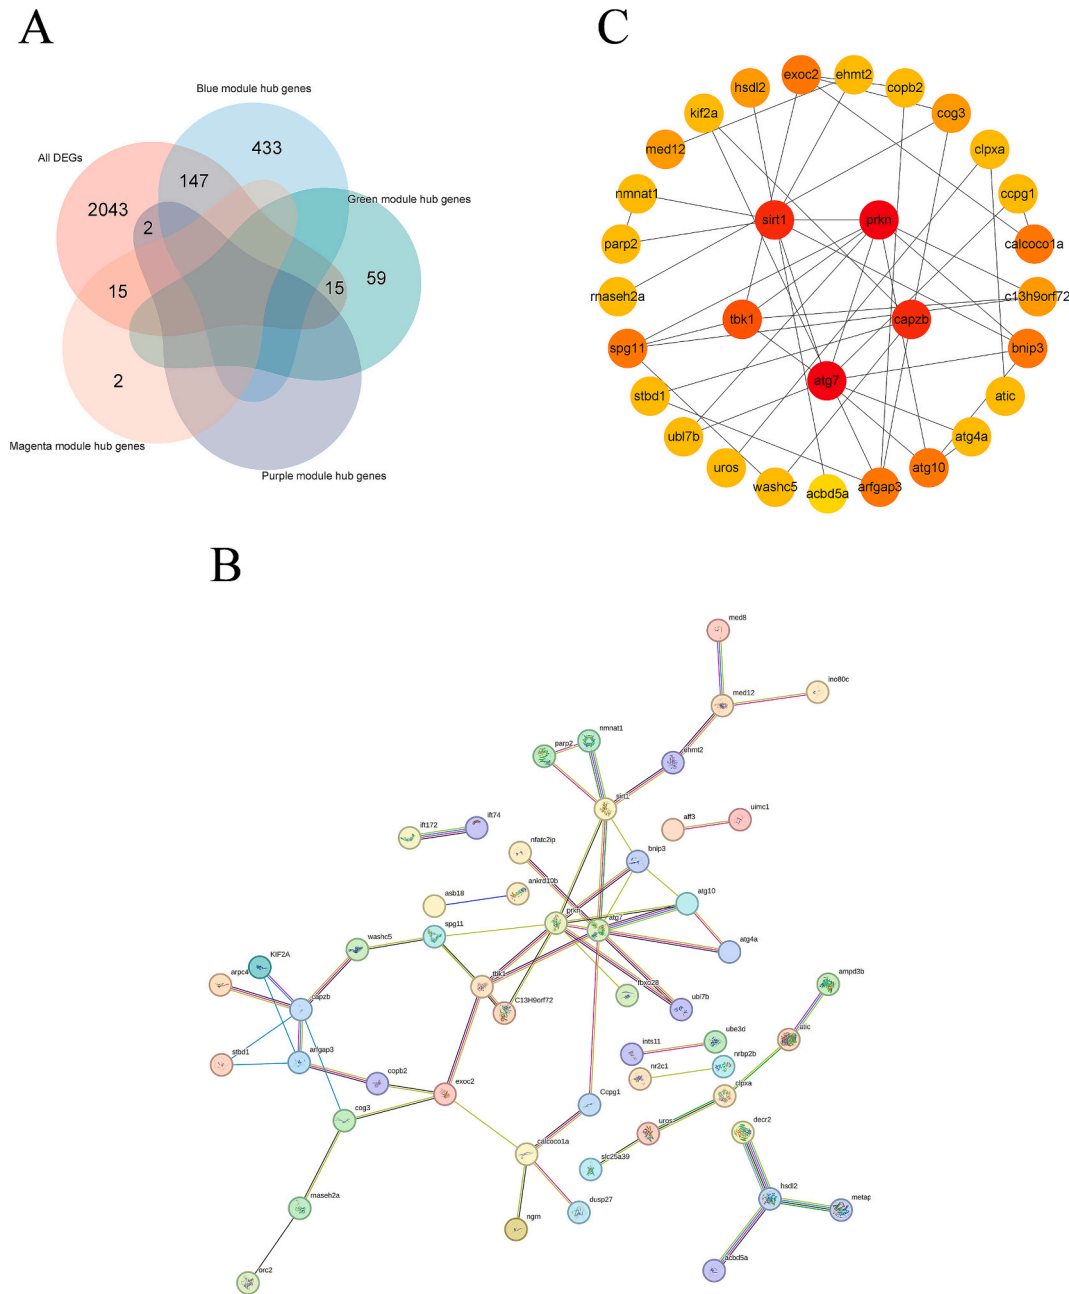 A
Blue module hub genes
433
All DEGs
147
Green module hub genes
2043
2
15
15
59
2
Magenta module hub genes
Purple module hub genes
C
exoc2
ehmt2
hsdl2
copb2
kif2a
cog3
med12
clpxa
nmnat1
ccpg1
sirt1
prkn
parp2
calcoco1a
rnaseh2a
c13h9orf72
tbk1
capzb
spg11
bnip3
atg7
stbd1
atic
ubl7b
atg4a
uros
atg10
washc5
acbd5a
arfgap3
B
med8
ino80c
med12
nmnat1
parp2
ehmt2
sirt1
uimc1
aff3
ift74
ift172
nfatc2ip
bnip3
ankrd10b
asb18
atg10
prkn
atg7
spg11
washc5
atg4a
KIF2A
arpc4
tbk1
ampd3b
fbxo28
C13H9orf72
ubl7b
capzb
ube3d
atic
ints11
stbd1
arfgap3
nrbp2b
copb2
nr2c1
exoc2
clpxa
Ccpg1
cog3
uros
decr2
calcoco1a
slc25a39
rnaseh2a
hsdl2
metap
dusp27
ngrn
acbd5a
orc2